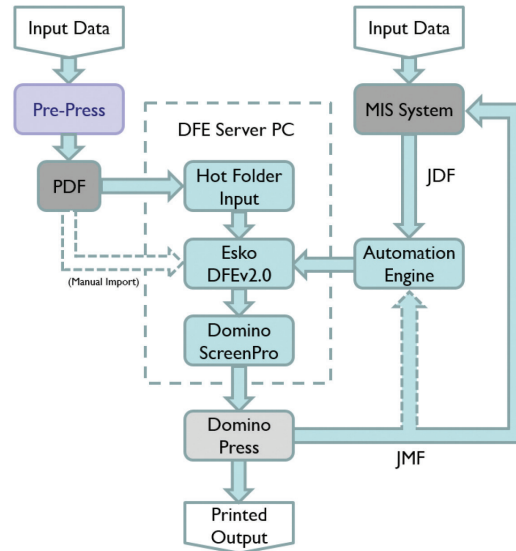 Input Data
Input Data
Pre-Press
MIS System
DFE Server PC
PDF
Hot Folder
Input
JDF
(Manual Import)
Esko
DFEv2.0
Automation
Engine
Domino
ScreenPro
Domino
Press
JMF
Printed
Output